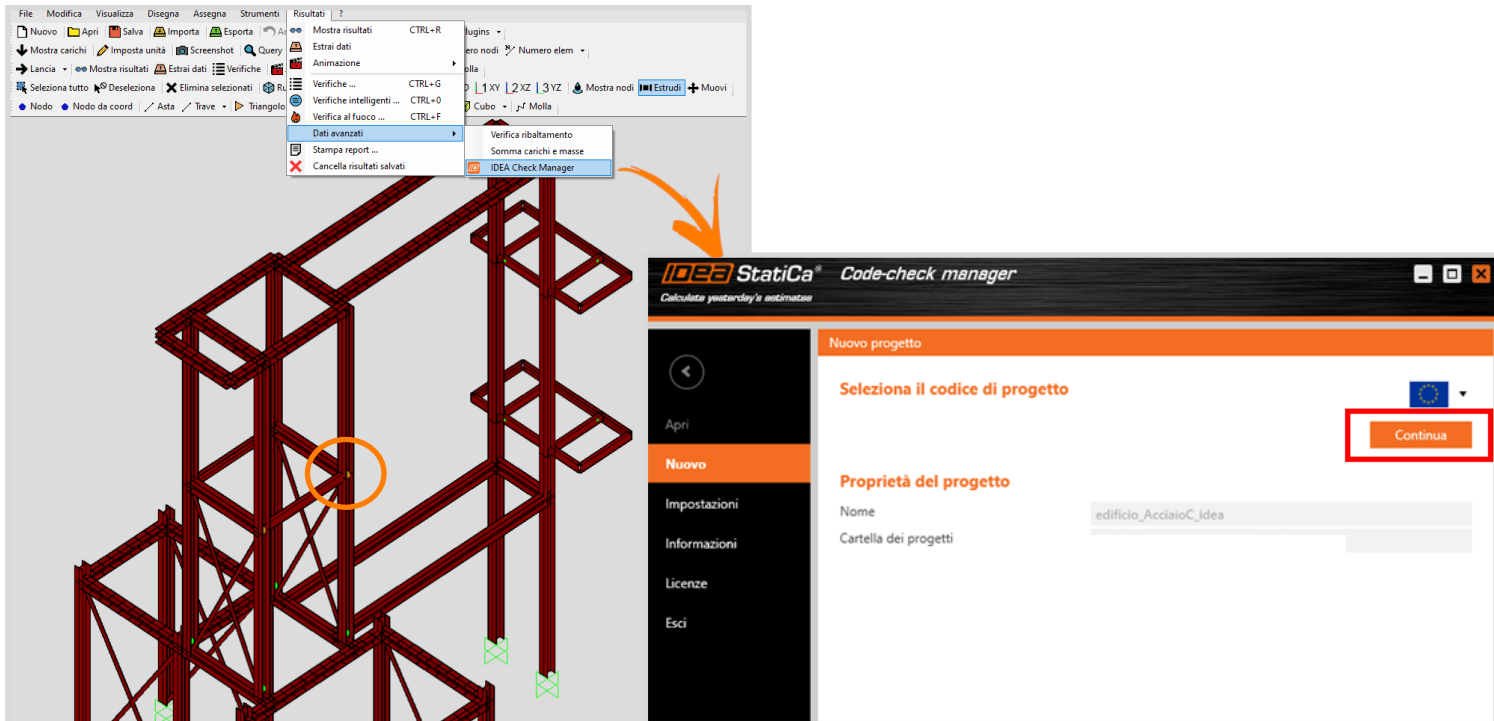 File Modifica Visualizza Disegna Assegna Strumenti Risultati ?
Nuovo Apri Salva Importa Esporta
lugins
Mostra carichi Imposta unità Screenshot Query
ero nodi Numero elem
Lancia Mostra risultati Estrai dati Verifiche
olla
Seleziona tutto Deseleziona Elimina selezionati Ru
1 XY 2 XZ 3 YZ Mostra nodi Estrudi Muovi
Nodo Nodo da coord Asta Trave Triangolo
Cubo Molla
Mostra risultati CTRL+R
Estrai dati
Animazione
Verifiche ... CTRL+G
Verifiche intelligenti ... CTRL+0
Verifica al fuoco ... CTRL+F
Dati avanzati
Stampa report ...
Cancella risultati salvati
Verifica ribaltamento
Somma carichi e masse
IDEA Check Manager
IDEA StatiCa® Code-check manager
Calculate yesterday's estimates
Nuovo progetto
Seleziona il codice di progetto
Continua
Apri
Nuovo
Impostazioni
Informazioni
Licenze
Esci
Proprietà del progetto
Nome edificio_AcciaioC_idea
Cartella dei progetti